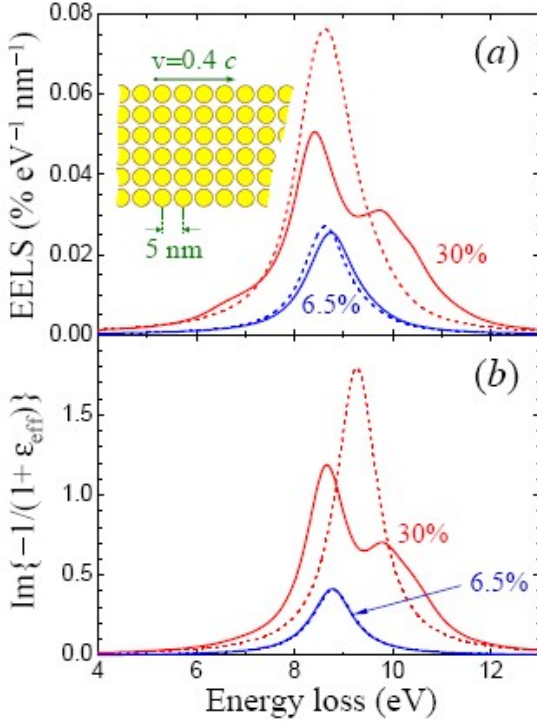 0.08
(a)
v=0.4 c
0.06
0.04
5 nm
30%
0.02
6.5%
0.00
EELS (% eV⁻¹ nm⁻¹)
(b)
1.5
1.0
30%
6.5%
0.5
0.0
Im{−1/(1+ εeff)}
4 6 8 10 12
Energy loss (eV)